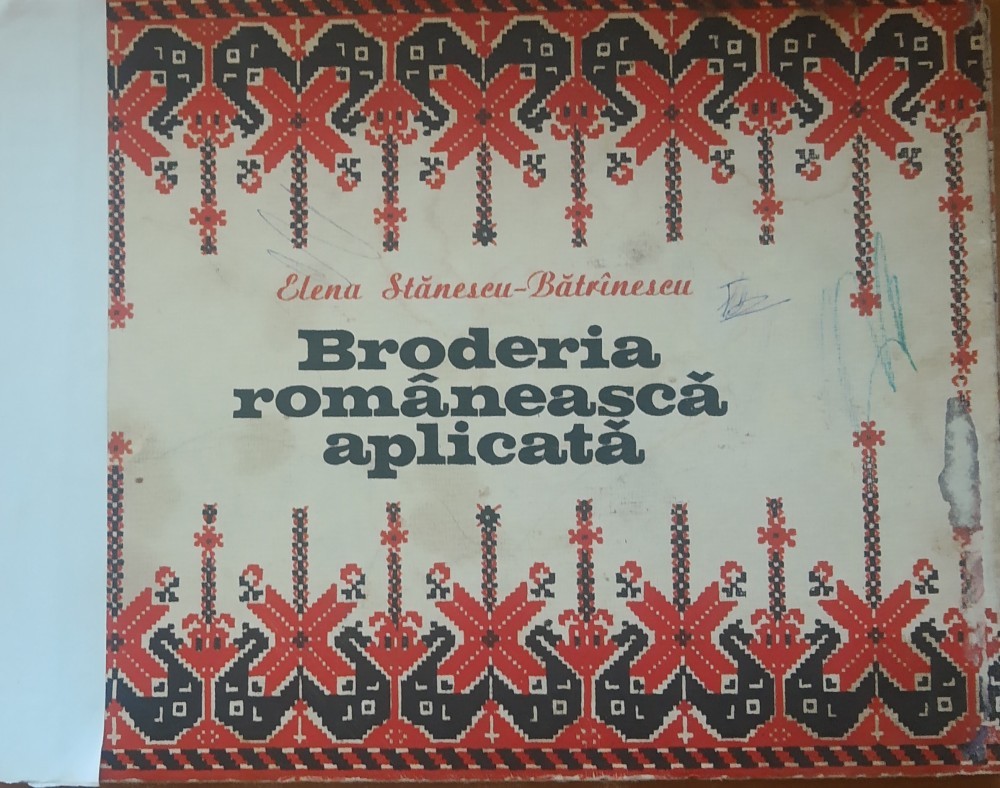 Elena Stănescu-Bătrînescu
Broderia
românească
aplicată